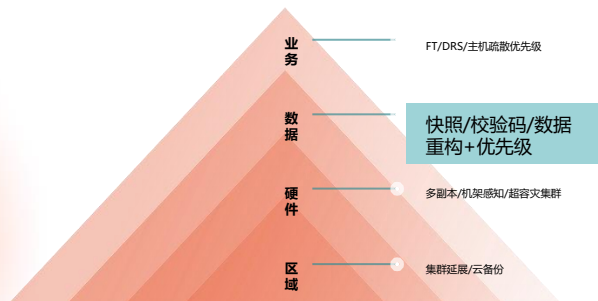 业务
FT/DRS/主机疏散优先级
数据
快照/校验码/数据
重构+优先级
硬件
多副本/机架感知/超容灾集群
区域
集群延展/云备份